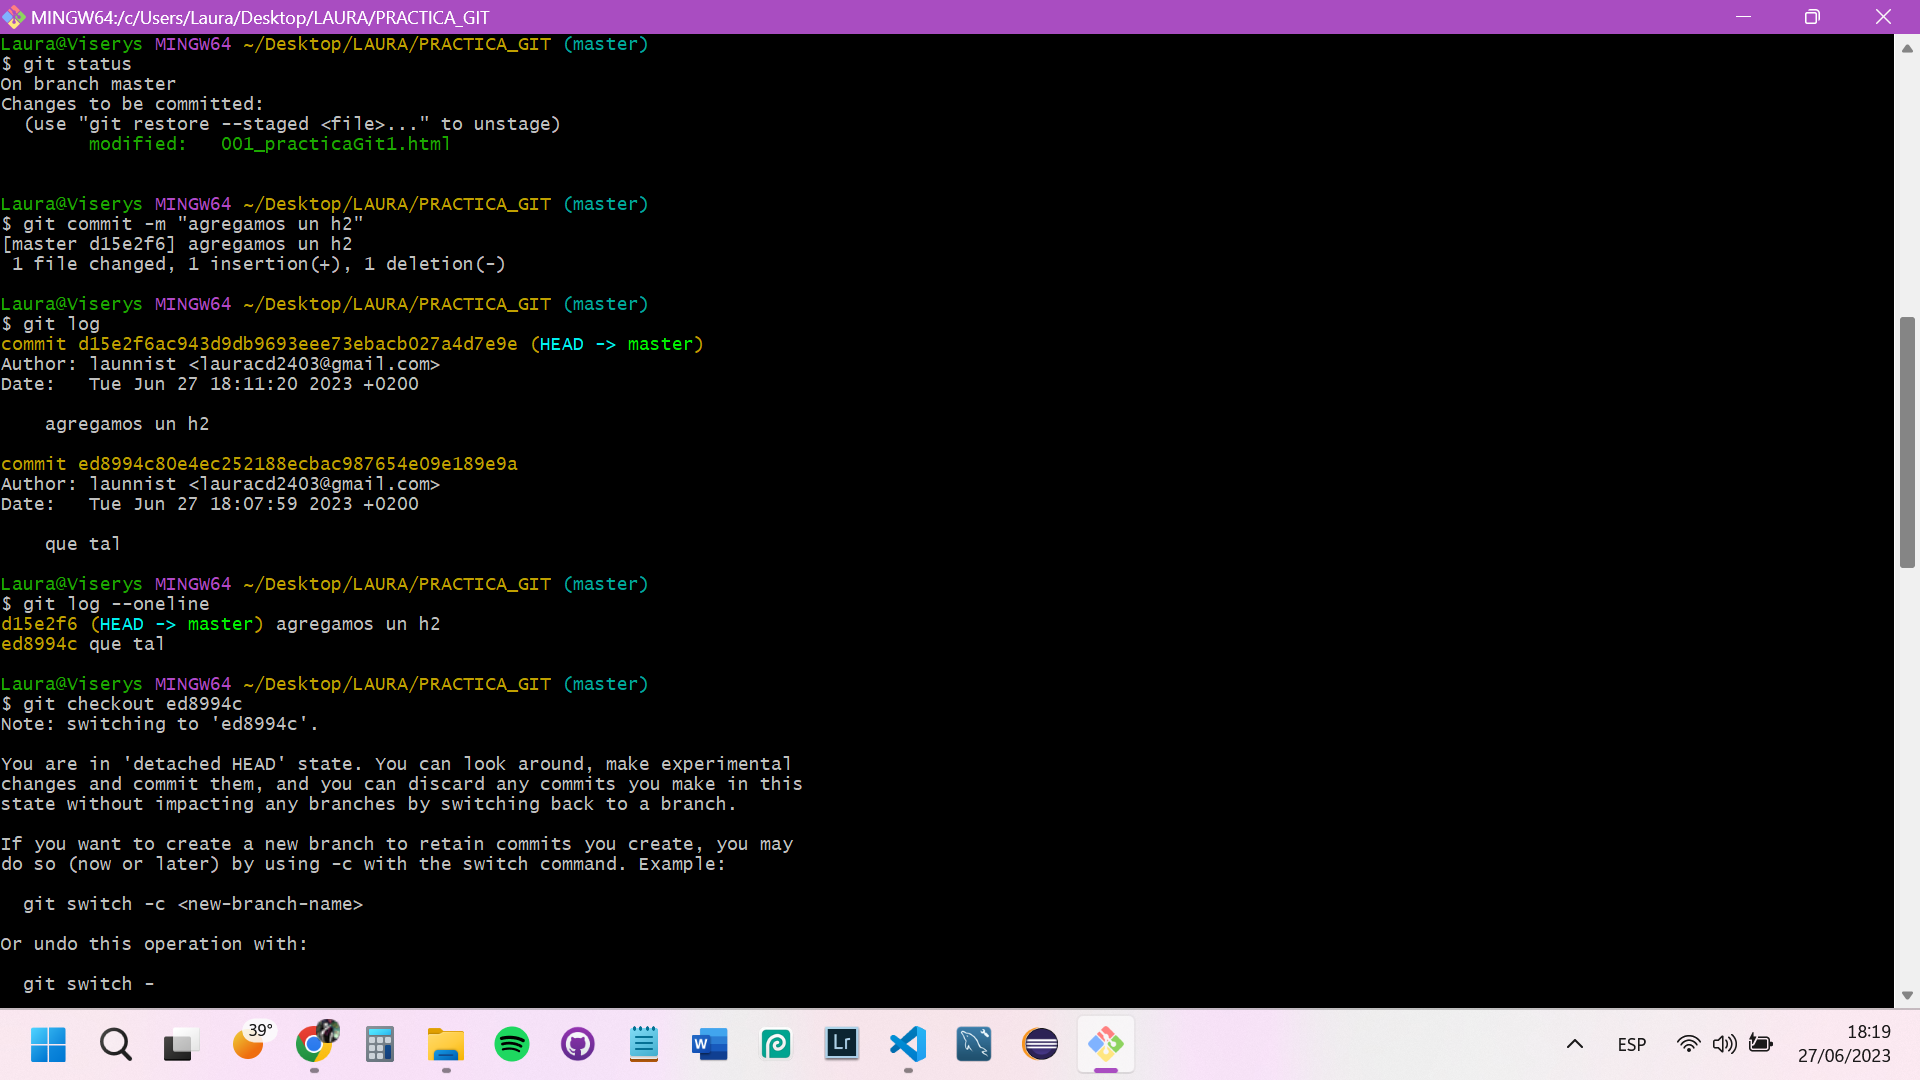 MINGW64:/c/Users/Laura/Desktop/LAURA/PRACTICA_GIT
Laura@Viserys MINGW64 ~/Desktop/LAURA/PRACTICA_GIT (master)
$ git status
On branch master
Changes to be committed:
  (use "git restore --staged <file>..." to unstage)
        modified:   001_practicaGit1.html
Laura@Viserys MINGW64 ~/Desktop/LAURA/PRACTICA_GIT (master)
$ git commit -m "agregamos un h2"
[master d15e2f6] agregamos un h2
 1 file changed, 1 insertion(+), 1 deletion(-)
Laura@Viserys MINGW64 ~/Desktop/LAURA/PRACTICA_GIT (master)
$ git log
commit d15e2f6ac943d9db9693eee73ebacb027a4d7e9e (HEAD -> master)
Author: launnist <lauracd2403@gmail.com>
Date:   Tue Jun 27 18:11:20 2023 +0200
    agregamos un h2
commit ed8994c80e4ec252188ecbac987654e09e189e9a
Author: launnist <lauracd2403@gmail.com>
Date:   Tue Jun 27 18:07:59 2023 +0200
    que tal
Laura@Viserys MINGW64 ~/Desktop/LAURA/PRACTICA_GIT (master)
$ git log --oneline
d15e2f6 (HEAD -> master) agregamos un h2
ed8994c que tal
Laura@Viserys MINGW64 ~/Desktop/LAURA/PRACTICA_GIT (master)
$ git checkout ed8994c
Note: switching to 'ed8994c'.
You are in 'detached HEAD' state. You can look around, make experimental
changes and commit them, and you can discard any commits you make in this
state without impacting any branches by switching back to a branch.
If you want to create a new branch to retain commits you create, you may
do so (now or later) by using -c with the switch command. Example:
  git switch -c <new-branch-name>
Or undo this operation with:
  git switch -
39°
W
Lr
ESP
18:19
27/06/2023